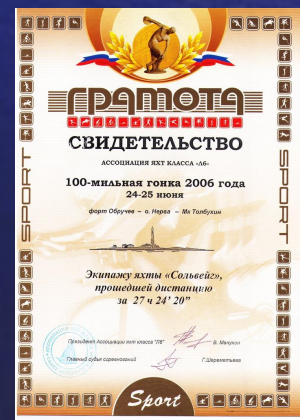 ГРАМОТА
СВИДЕТЕЛЬСТВО
АССОЦИАЦИЯ ЯХТ КЛАССА «Л6»
100-мильная гонка 2006 года
24-25 июня
форт Обручев – о. Нерва – Мк Толбухин
SPORT
SPORT
Экипажу яхты «Сольвейг»,
прошедшей дистанцию
за 27 ч 24' 20"
Президент Ассоциации яхт класса "Л6"
Главный судья соревнований
Г.Шереметьева
Sport